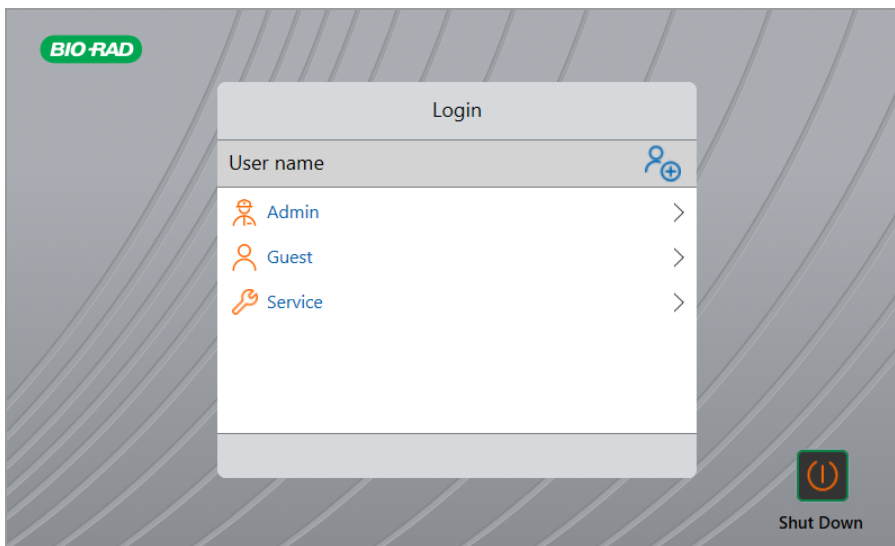 BIO-RAD
Login
User name
Admin
Guest
Service
Shut Down